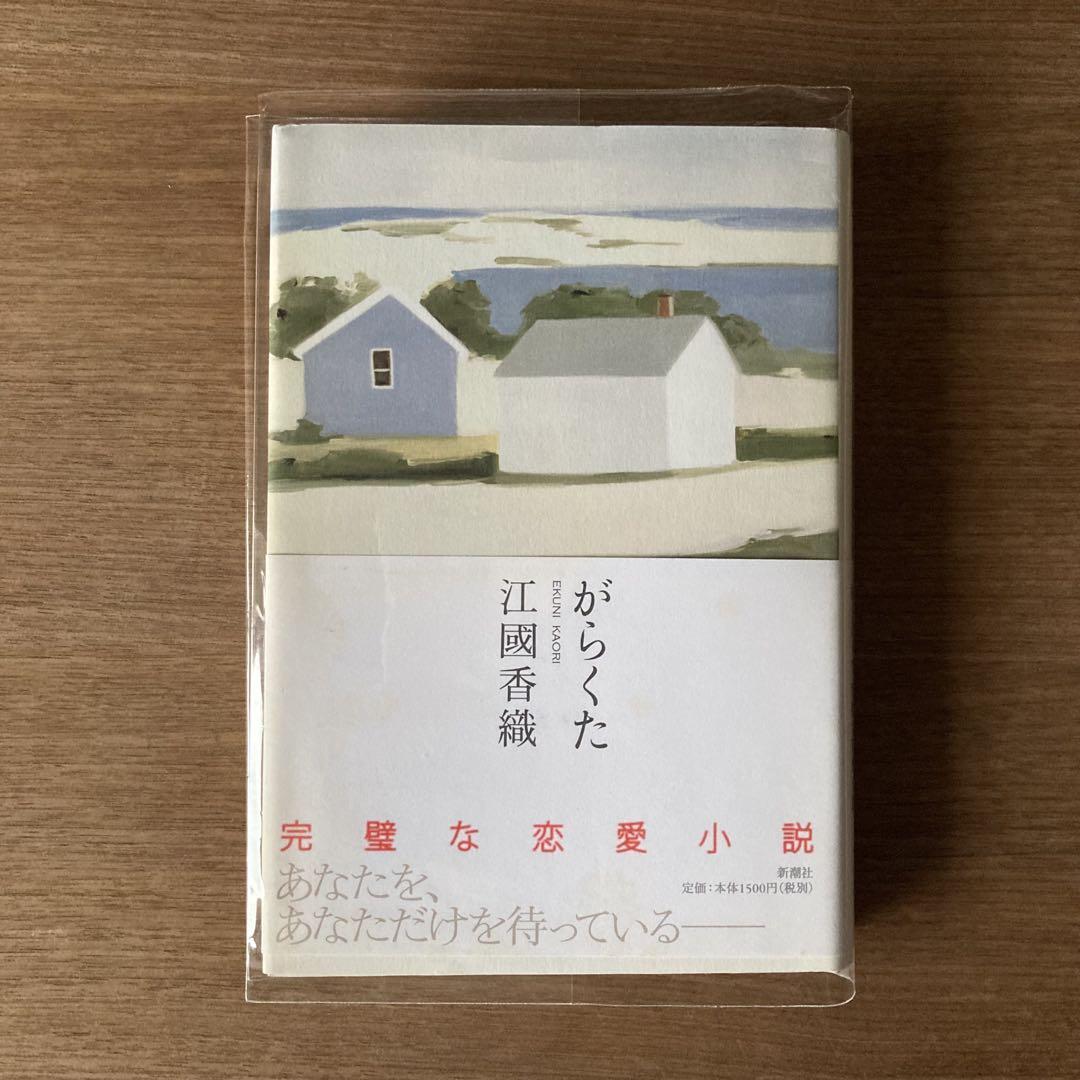 がらくた
EKUNI KAORI
江國香織
完璧な恋愛小説
あなたを、
あなただけを待っている――
新潮社
定価：本体1500円（税別）